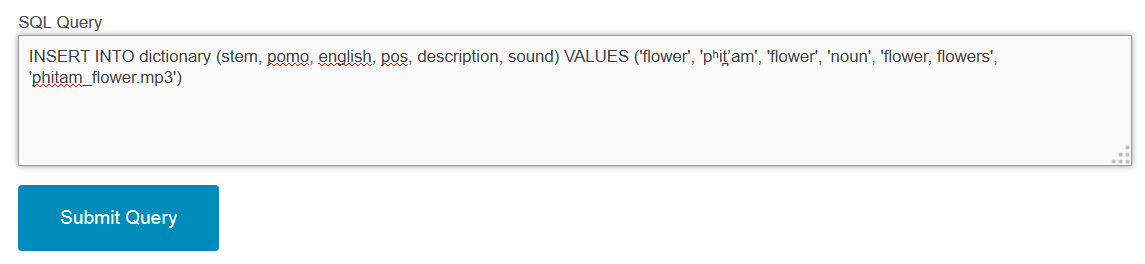 SQL Query
INSERT INTO dictionary (stem, pomo, english, pos, description, sound) VALUES ('flower', 'pʰit̪’am', 'flower', 'noun', 'flower, flowers',
'phitam_flower.mp3')
Submit Query